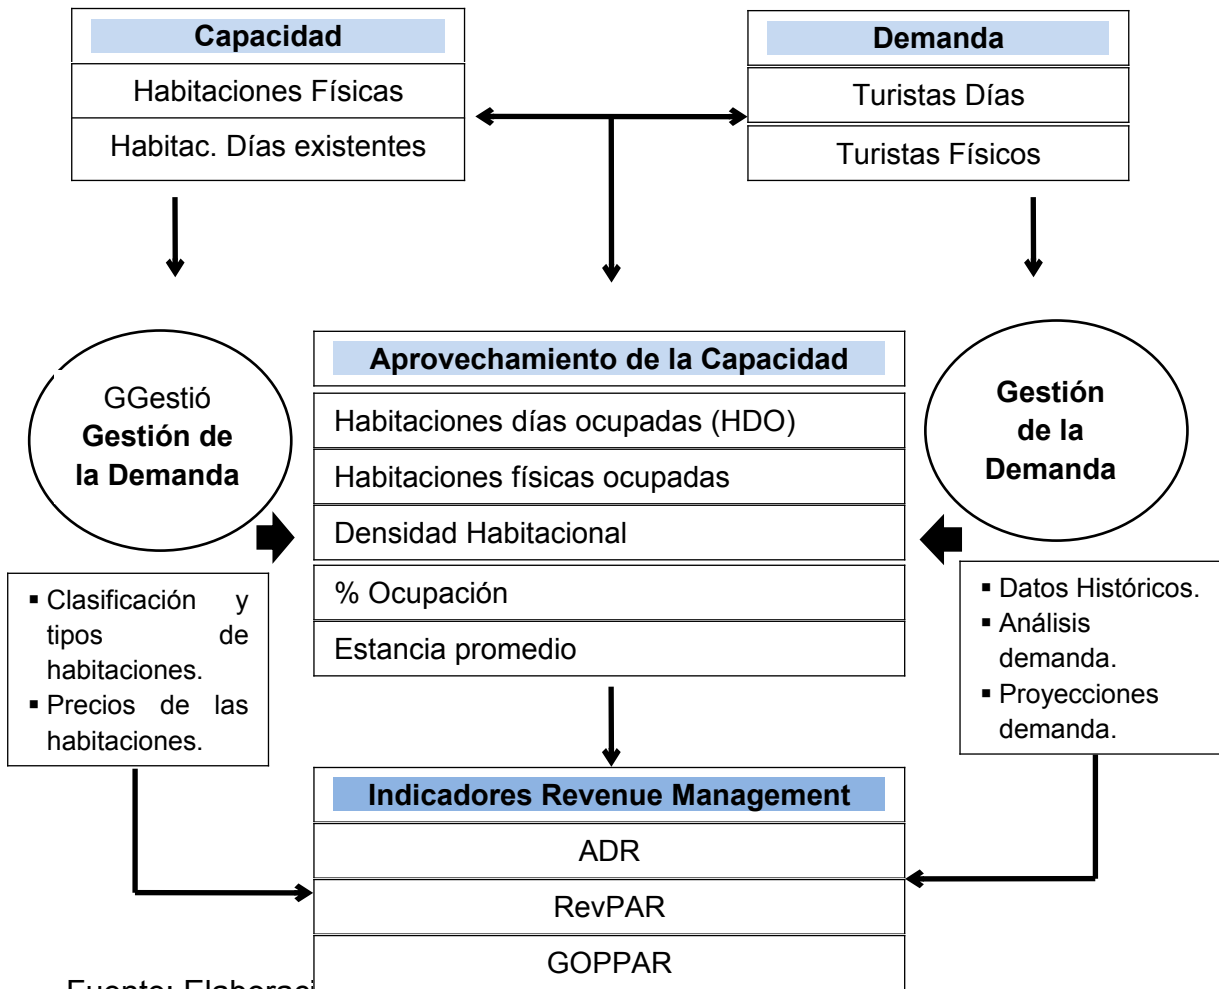 Capacidad
Habitaciones Físicas
Habitac. Días existentes
Demanda
Turistas Días
Turistas Físicos
GGestió
Gestión de
la Demanda
Aprovechamiento de la Capacidad
Habitaciones días ocupadas (HDO)
Habitaciones físicas ocupadas
Densidad Habitacional
% Ocupación
Estancia promedio
Gestión
de la
Demanda
▪ Clasificación y
tipos de
habitaciones.
▪ Precios de las
habitaciones.
▪ Datos Históricos.
▪ Análisis
demanda.
▪ Proyecciones
demanda.
Indicadores Revenue Management
ADR
RevPAR
GOPPAR
Fuente: Elaboraci